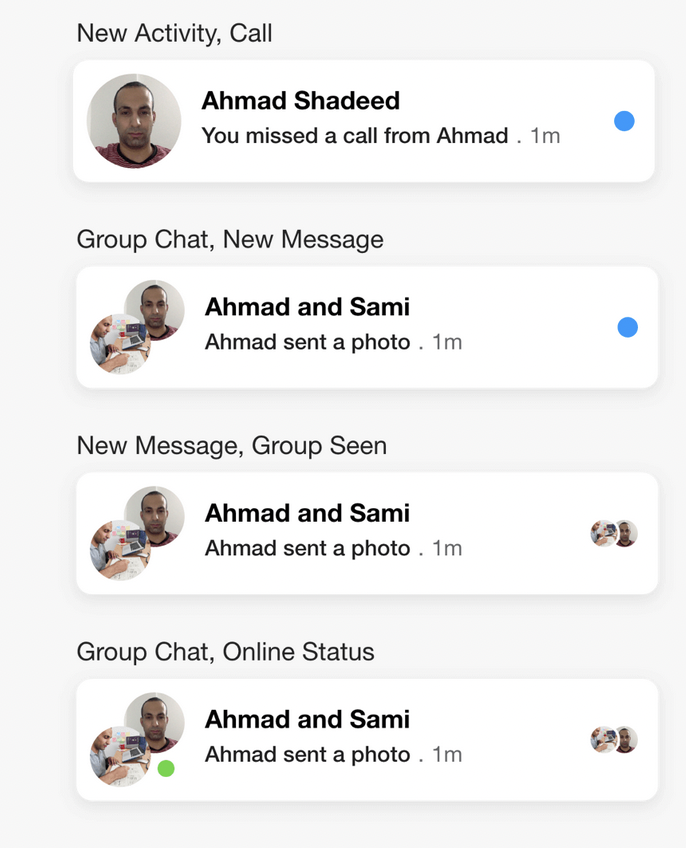 New Activity, Call
Ahmad Shadeed
You missed a call from Ahmad . 1m
Group Chat, New Message
Ahmad and Sami
Ahmad sent a photo . 1m
New Message, Group Seen
Ahmad and Sami
Ahmad sent a photo . 1m
Group Chat, Online Status
Ahmad and Sami
Ahmad sent a photo . 1m